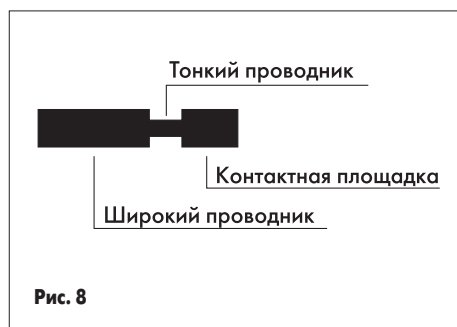 Тонкий проводник
Контактная площадка
Широкий проводник
Рис. 8